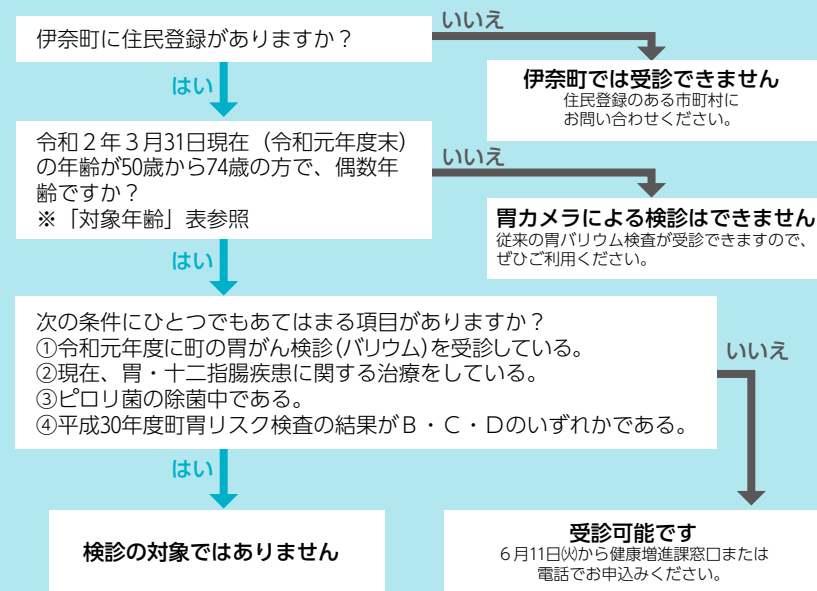 伊奈町に住民登録がありますか？
いいえ
はい
伊奈町では受診できません
住民登録のある市町村に
お問い合わせください。
令和２年３月31日現在（令和元年度末）
の年齢が50歳から74歳の方で、偶数年
齢ですか？
※「対象年齢」表参照
いいえ
はい
胃カメラによる検診はできません
従来の胃バリウム検査が受診できますので、
ぜひご利用ください。
次の条件にひとつでもあてはまる項目がありますか？
①令和元年度に町の胃がん検診（バリウム）を受診している。
②現在、胃・十二指腸疾患に関する治療をしている。
③ピロリ菌の除菌中である。
④平成30年度町胃リスク検査の結果がＢ・Ｃ・Ｄのいずれかである。
いいえ
はい
検診の対象ではありません
受診可能です
６月11日㈫から健康増進課窓口または
電話でお申込みください。